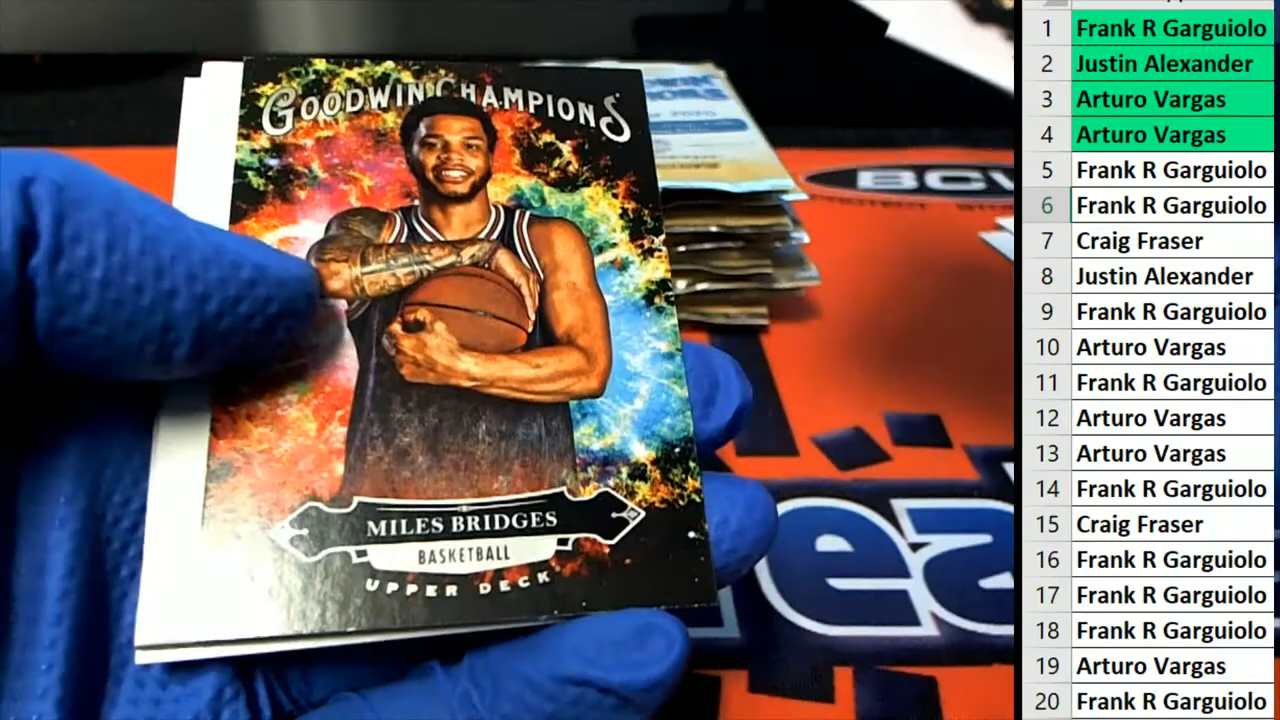 GOODWIN CHAMPIONS
MILES BRIDGES
BASKETBALL
UPPER DECK
BCW
1 Frank R Garguiolo
2 Justin Alexander
3 Arturo Vargas
4 Arturo Vargas
5 Frank R Garguiolo
6 Frank R Garguiolo
7 Craig Fraser
8 Justin Alexander
9 Frank R Garguiolo
10 Arturo Vargas
11 Frank R Garguiolo
12 Arturo Vargas
13 Arturo Vargas
14 Frank R Garguiolo
15 Craig Fraser
16 Frank R Garguiolo
17 Frank R Garguiolo
18 Frank R Garguiolo
19 Arturo Vargas
20 Frank R Garguiolo